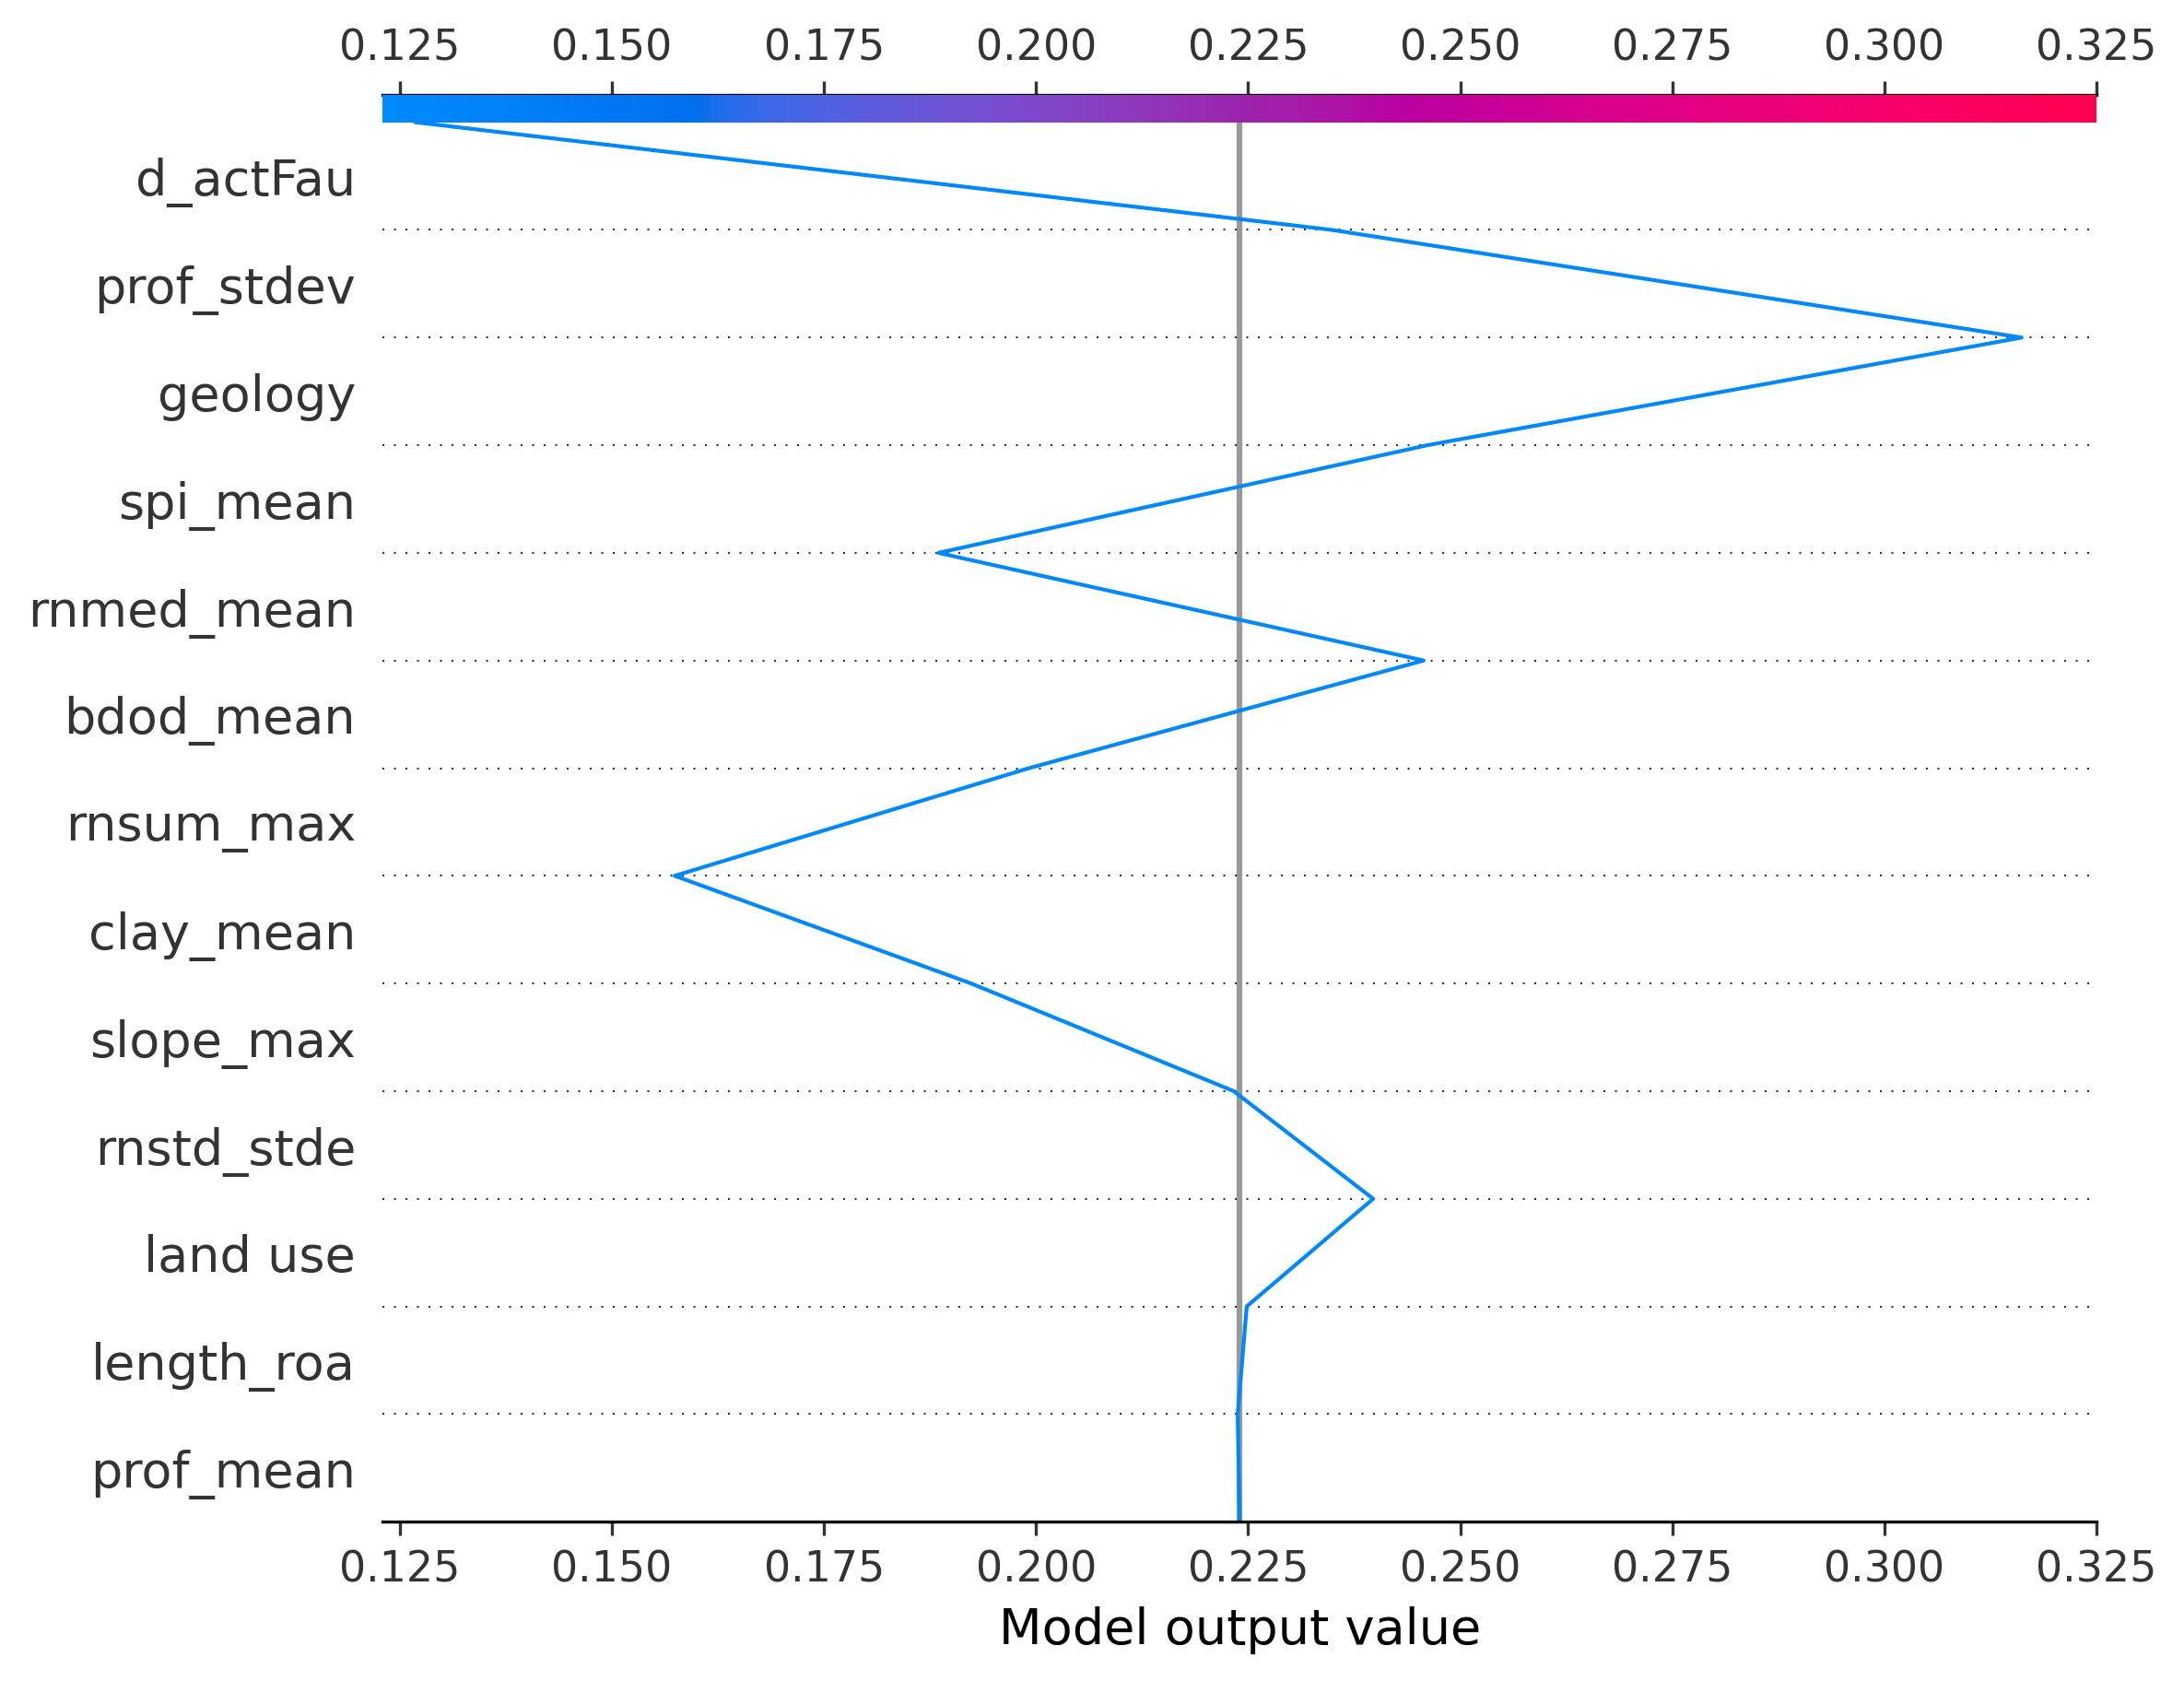 0.125 0.150 0.175 0.200 0.225 0.250 0.275 0.300 0.325
d_actFau
prof_stdev
geology
spi_mean
rnmed_mean
bdod_mean
rnsum_max
clay_mean
slope_max
rnstd_stde
land use
length_roa
prof_mean
0.125 0.150 0.175 0.200 0.225 0.250 0.275 0.300 0.325
Model output value